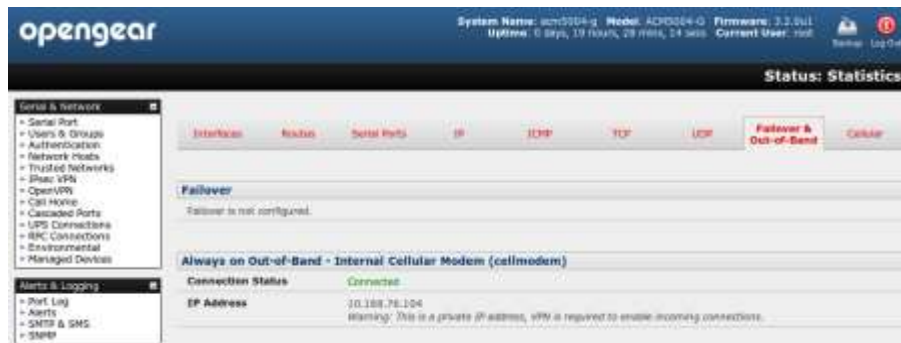 opengear
System Name: acm5004-g Model: ACM5004-G Firmware: 3.5.0u1
Uptime: 0 days, 19 hours, 29 mins, 14 secs Current User: root
Backup Log Out
Status: Statistics
Serial & Network
Serial Port
Users & Groups
Authentication
Network Hosts
Trusted Networks
IPsec VPN
OpenVPN
Call Home
Cascaded Ports
UPS Connections
RPC Connections
Environmental
Managed Devices
Alerts & Logging
Port Log
Alerts
SMTP & SMS
SNMP
Interfaces Routes Serial Ports IP ICMP TCP UDP Failover & Out-of-Band Cellular
Failover
Failover is not configured.
Always on Out-of-Band - Internal Cellular Modem (cellmodem)
Connection Status Connected
IP Address 10.188.76.104
Warning: This is a private IP address, VPN is required to enable incoming connections.